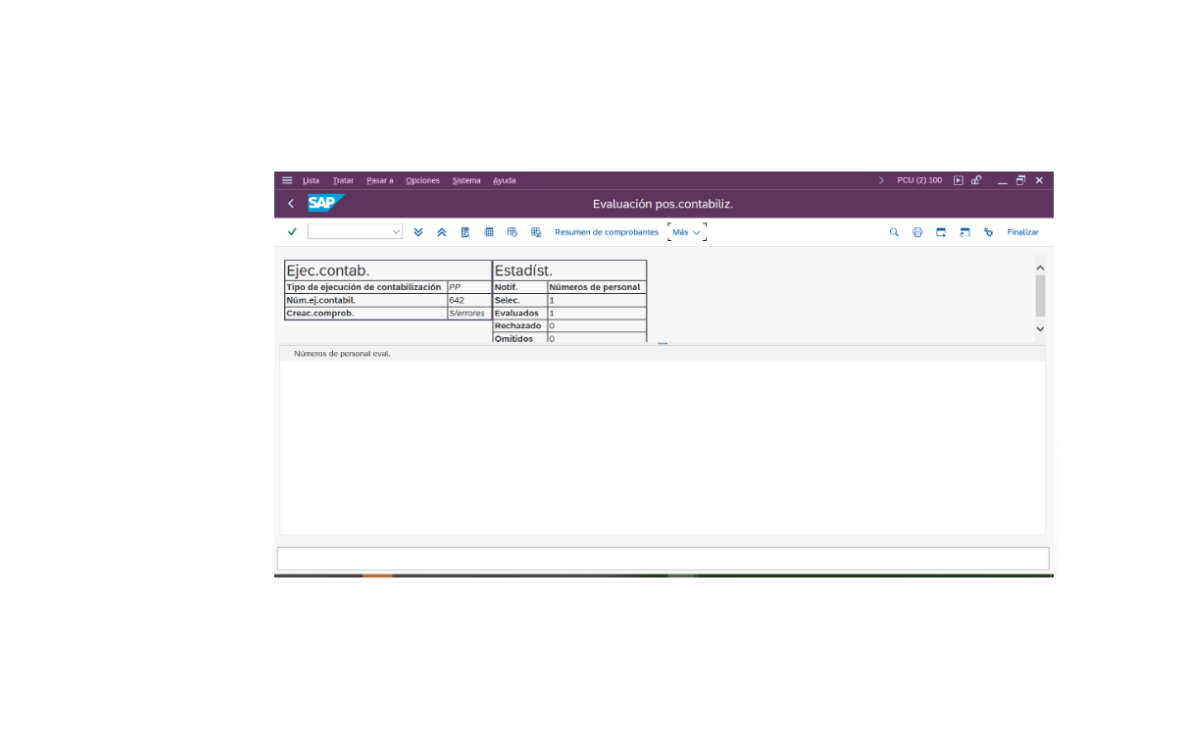 Lista Tratar Pasar a Opciones Sistema Ayuda PCU (2) 100
SAP Evaluación pos.contabiliz.
Resumen de comprobantes Más Finalizar
Ejec.contab. Estadíst.
Tipo de ejecución de contabilización PP Notif. Números de personal
Núm.ej.contabil. 642 Selec. 1
Creac.comprob. S/errores Evaluados 1
Rechazado 0
Omitidos 0
Números de personal eval.